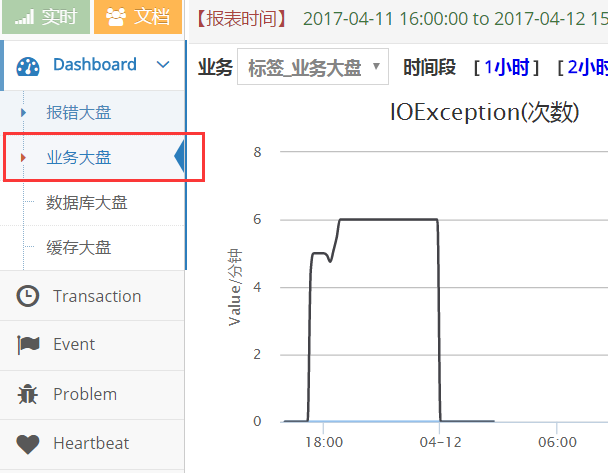 实时 文档
Dashboard
报错大盘
业务大盘
数据库大盘
缓存大盘
Transaction
Event
Problem
Heartbeat
【报表时间】 2017-04-11 16:00:00 to 2017-04-12 15
业务 标签_业务大盘 时间段 [ 1小时 ] [ 2小时
IOException(次数)
Value/分钟
8
6
4
2
0
18:00 04-12 06:00